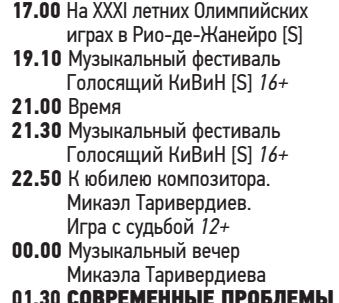 17.00 На XXXI летних Олимпийских
играх в Рио-де-Жанейро [S]
19.10 Музыкальный фестиваль
Голосящий КиВиН [S] 16+
21.00 Время
21.30 Музыкальный фестиваль
Голосящий КиВиН [S] 16+
22.50 К юбилею композитора.
Микаэл Таривердиев.
Игра с судьбой 12+
00.00 Музыкальный вечер
Микаэла Таривердиева
01.30 СОВРЕМЕННЫЕ ПРОБЛЕМЫ